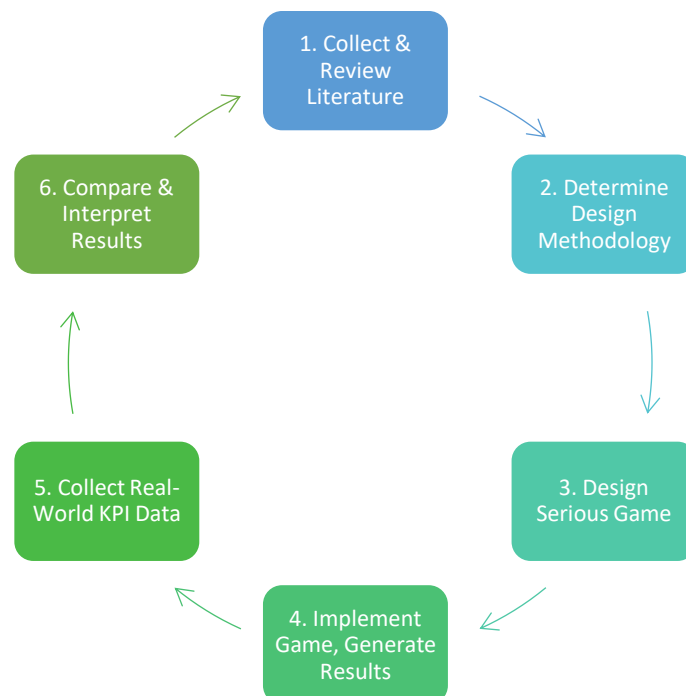 1. Collect &
Review
Literature
2. Determine
Design
Methodology
3. Design
Serious Game
4. Implement
Game, Generate
Results
5. Collect Real-
World KPI Data
6. Compare &
Interpret
Results